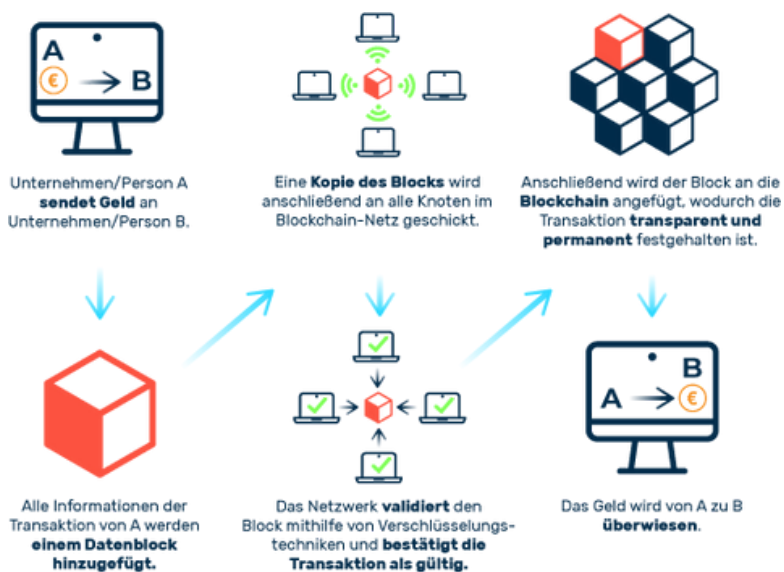 A
€
B
Unternehmen/Person A
sendet Geld an
Unternehmen/Person B.
Alle Informationen der
Transaktion von A werden
einem Datenblock
hinzugefügt.
Eine Kopie des Blocks wird
anschließend an alle Knoten im
Blockchain-Netz geschickt.
Das Netzwerk validiert den
Block mithilfe von Verschlüsselungs-
techniken und bestätigt die
Transaktion als gültig.
Anschließend wird der Block an die
Blockchain angefügt, wodurch die
Transaktion transparent und
permanent festgehalten ist.
B
A
€
Das Geld wird von A zu B
überwiesen.